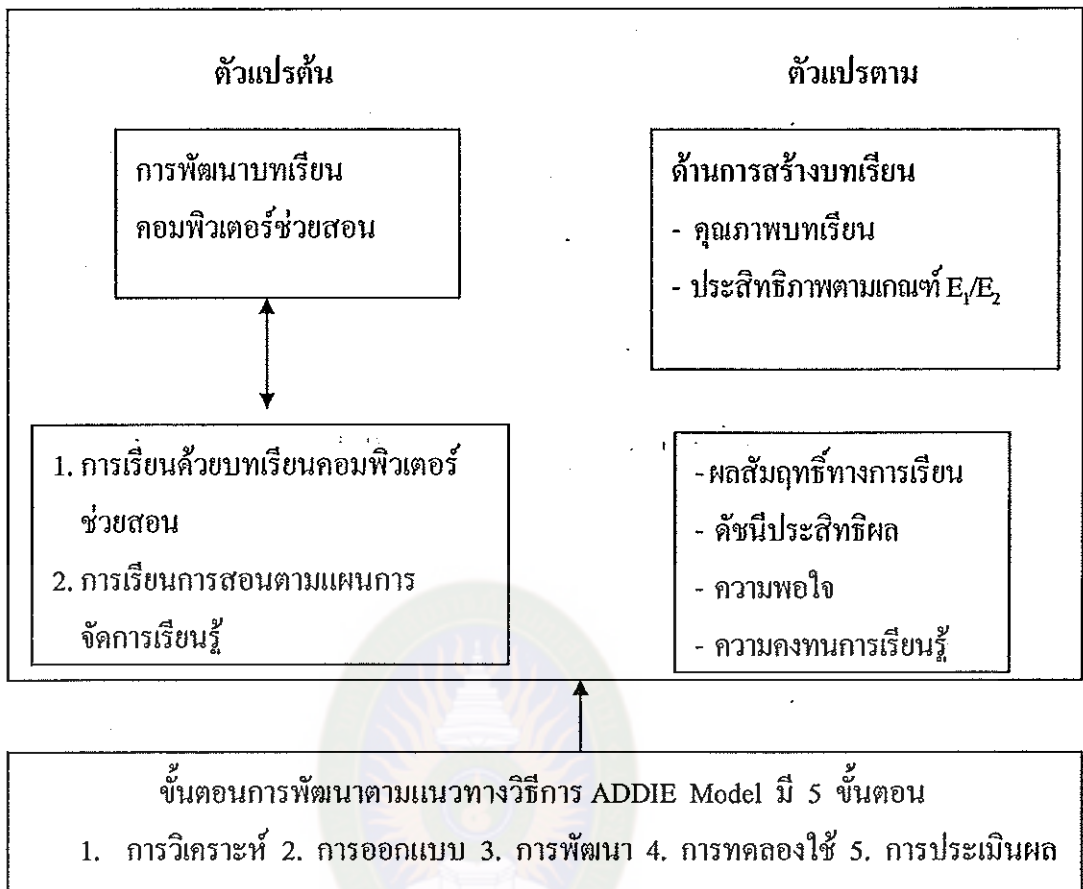 ตัวแปรต้น
ตัวแปรตาม
การพัฒนาบทเรียน
คอมพิวเตอร์ช่วยสอน
ด้านการสร้างบทเรียน
- คุณภาพบทเรียน
- ประสิทธิภาพตามเกณฑ์ E₁/E₂
1. การเรียนด้วยบทเรียนคอมพิวเตอร์
ช่วยสอน
2. การเรียนการสอนตามแผนการ
จัดการเรียนรู้
- ผลสัมฤทธิ์ทางการเรียน
- ดัชนีประสิทธิผล
- ความพอใจ
- ความคงทนการเรียนรู้
ขั้นตอนการพัฒนาตามแนวทางวิธีการ ADDIE Model มี 5 ขั้นตอน
1. การวิเคราะห์ 2. การออกแบบ 3. การพัฒนา 4. การทดลองใช้ 5. การประเมินผล